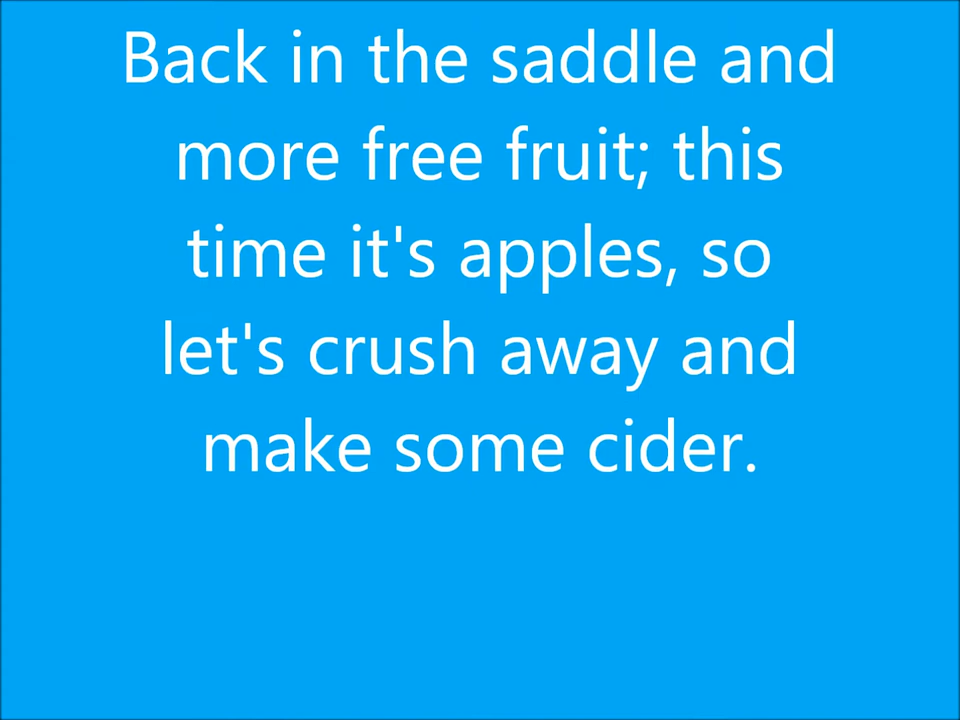 Back in the saddle and
more free fruit; this
time it's apples, so
let's crush away and
make some cider.